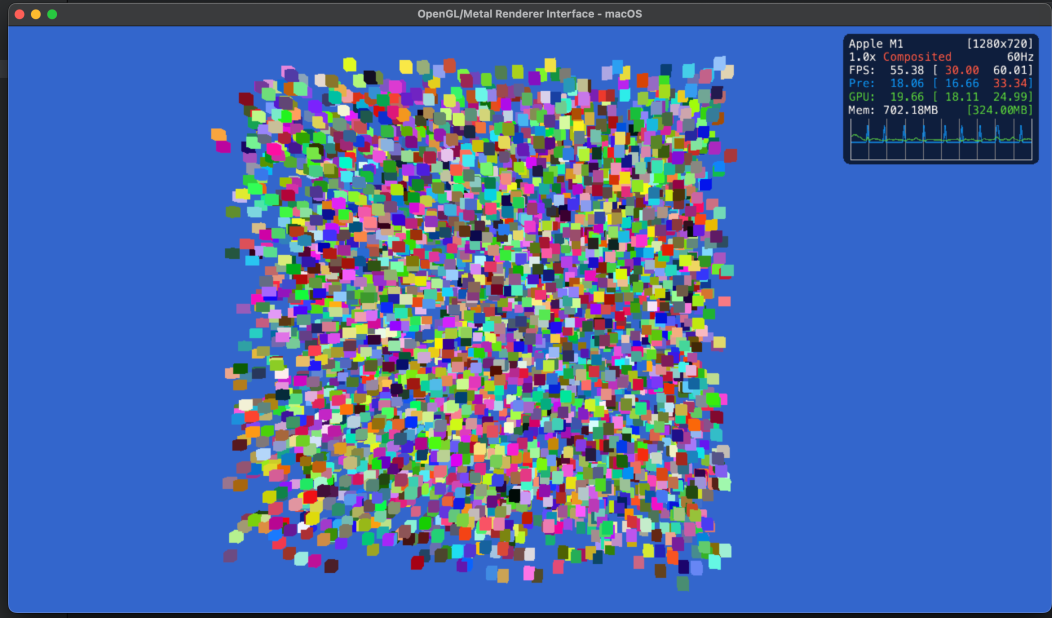 OpenGL/Metal Renderer Interface - macOS
Apple M1 [1280x720]
1.0x Composited 60Hz
FPS: 55.38 [ 30.00 60.01]
Pre: 18.06 [ 16.66 33.34]
GPU: 19.66 [ 18.11 24.99]
Mem: 702.18MB [324.00MB]